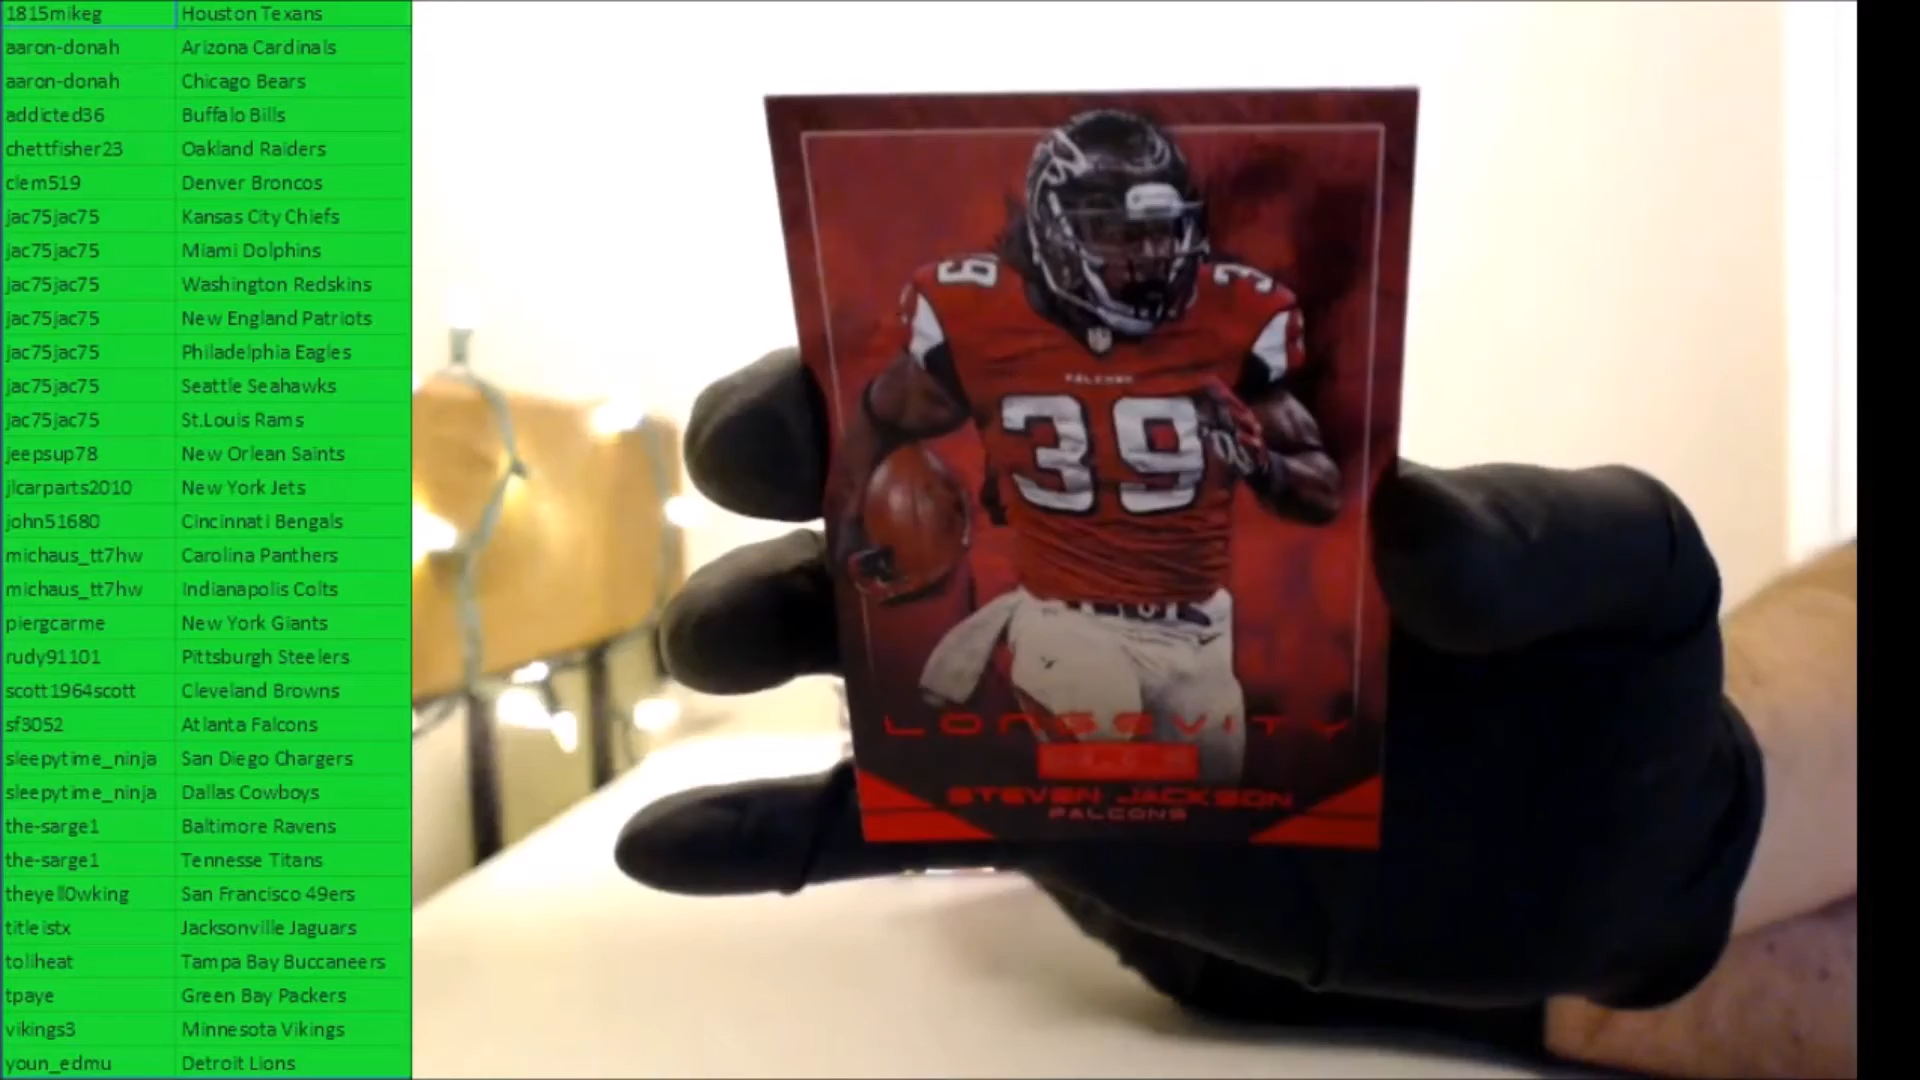 1815mikeg Houston Texans
aaron-donah Arizona Cardinals
aaron-donah Chicago Bears
addicted36 Buffalo Bills
chettfisher23 Oakland Raiders
clem519 Denver Broncos
jac75jac75 Kansas City Chiefs
jac75jac75 Miami Dolphins
jac75jac75 Washington Redskins
jac75jac75 New England Patriots
jac75jac75 Philadelphia Eagles
jac75jac75 Seattle Seahawks
jac75jac75 St.Louis Rams
jeepsup78 New Orlean Saints
jlcarparts2010 New York Jets
john51680 Cincinnati Bengals
michaus_tt7hw Carolina Panthers
michaus_tt7hw Indianapolis Colts
piergcarme New York Giants
rudy91101 Pittsburgh Steelers
scott1964scott Cleveland Browns
sf3052 Atlanta Falcons
sleepytime_ninja San Diego Chargers
sleepytime_ninja Dallas Cowboys
the-sarge1 Baltimore Ravens
the-sarge1 Tennesse Titans
theyell0wking San Francisco 49ers
titleistx Jacksonville Jaguars
toliheat Tampa Bay Buccaneers
tpaye Green Bay Packers
vikings3 Minnesota Vikings
youn_edmu Detroit Lions
39
3
FALCONS
39
LONGEVITY
STEVEN JACKSON
FALCONS